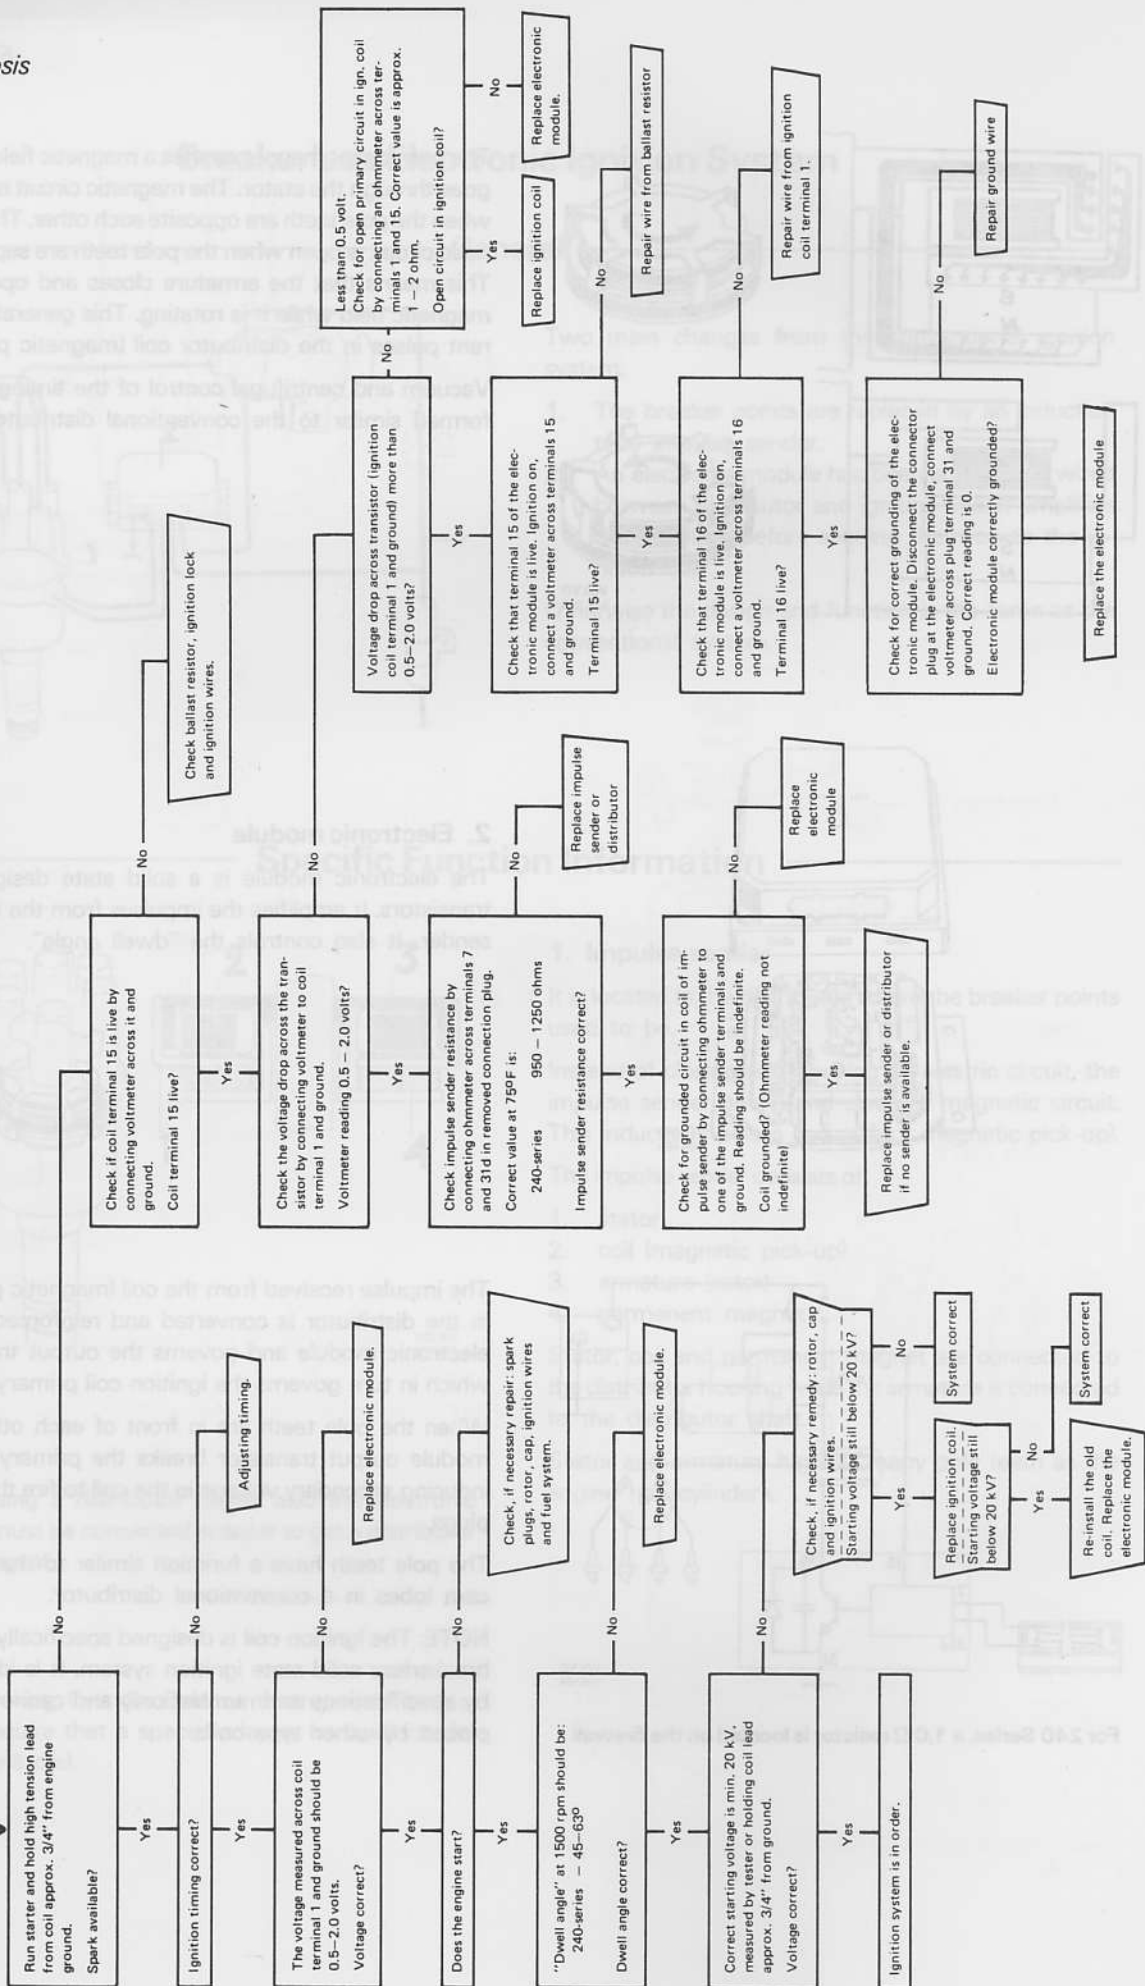 osis
Run starter and hold high tension lead
from coil approx. 3/4" from engine
ground.
Spark available?
No
Yes
Ignition timing correct?
No
Adjusting timing.
Yes
The voltage measured across coil
terminal 1 and ground should be
0.5–2.0 volts.
Voltage correct?
No
Replace electronic module.
Yes
Does the engine start?
No
Check, if necessary repair: spark
plugs, rotor, cap, ignition wires
and fuel system.
Yes
"Dwell angle" at 1500 rpm should be:
240-series – 45–63º
Dwell angle correct?
No
Replace electronic module.
Yes
Correct starting voltage is min. 20 kV,
measured by tester or holding coil lead
approx. 3/4" from ground.
Voltage correct?
No
Check, if necessary remedy: rotor, cap
and ignition wires.
Starting voltage still below 20 kV?
No
System correct
Yes
Replace ignition coil.
Starting voltage still
below 20 kV?
No
System correct
Yes
Re-install the old
coil. Replace the
electronic module.
Yes
Ignition system is in order.
Check if coil terminal 15 is live by
connecting voltmeter across it and
ground.
Coil terminal 15 live?
No
Check ballast resistor, ignition lock
and ignition wires.
Yes
Check the voltage drop across the tran-
sistor by connecting voltmeter to coil
terminal 1 and ground.
Voltmeter reading 0.5 – 2.0 volts?
No
Yes
Check impulse sender resistance by
connecting ohmmeter across terminals 7
and 31d in removed connection plug.
Correct value at 75ºF is:
240-series 950 – 1250 ohms
Impulse sender resistance correct?
No
Replace impulse
sender or
distributor
Yes
Check for grounded circuit in coil of im-
pulse sender by connecting ohmmeter to
one of the impulse sender terminals and
ground. Reading should be indefinite.
Coil grounded? (Ohmmeter reading not
indefinite)
No
Replace
electronic
module
Yes
Replace impulse sender or distributor
if no sender is available.
Voltage drop across transistor (ignition
coil terminal 1 and ground) more than
0.5–2.0 volts?
No
Less than 0.5 volt.
Check for open primary circuit in ign. coil
by connecting an ohmmeter across ter-
minals 1 and 15. Correct value is approx.
1 – 2 ohm.
Open circuit in ignition coil?
No
Replace electronic
module.
Yes
Replace ignition coil
Yes
Check that terminal 15 of the elec-
tronic module is live. Ignition on,
connect a voltmeter across terminals 15
and ground.
Terminal 15 live?
No
Repair wire from ballast resistor
Yes
Check that terminal 16 of the elec-
tronic module is live. Ignition on,
connect a voltmeter across terminals 16
and ground.
Terminal 16 live?
No
Repair wire from ignition
coil terminal 1.
Yes
Check for correct grounding of the elec-
tronic module. Disconnect the connector
plug at the electronic module, connect
voltmeter across plug terminal 31 and
ground. Correct reading is 0.
Electronic module correctly grounded?
No
Repair ground wire
Replace the electronic module